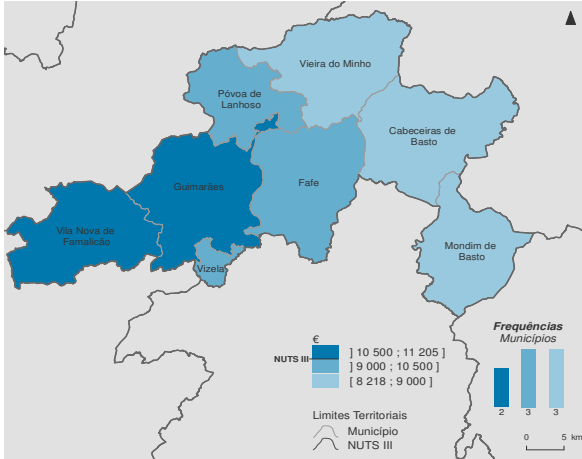 Vieira do Minho
Póvoa de
Lanhoso
Cabeceiras de
Basto
Guimarães
Fafe
Vila Nova de
Famalicão
Mondim de
Basto
Vizela
€
NUTS III
] 10 500 ; 11 205 ]
] 9 000 ; 10 500 ]
[ 8 218 ; 9 000 ]
Limites Territoriais
Município
NUTS III
Frequências
Municípios
2 3 3
0 5 km